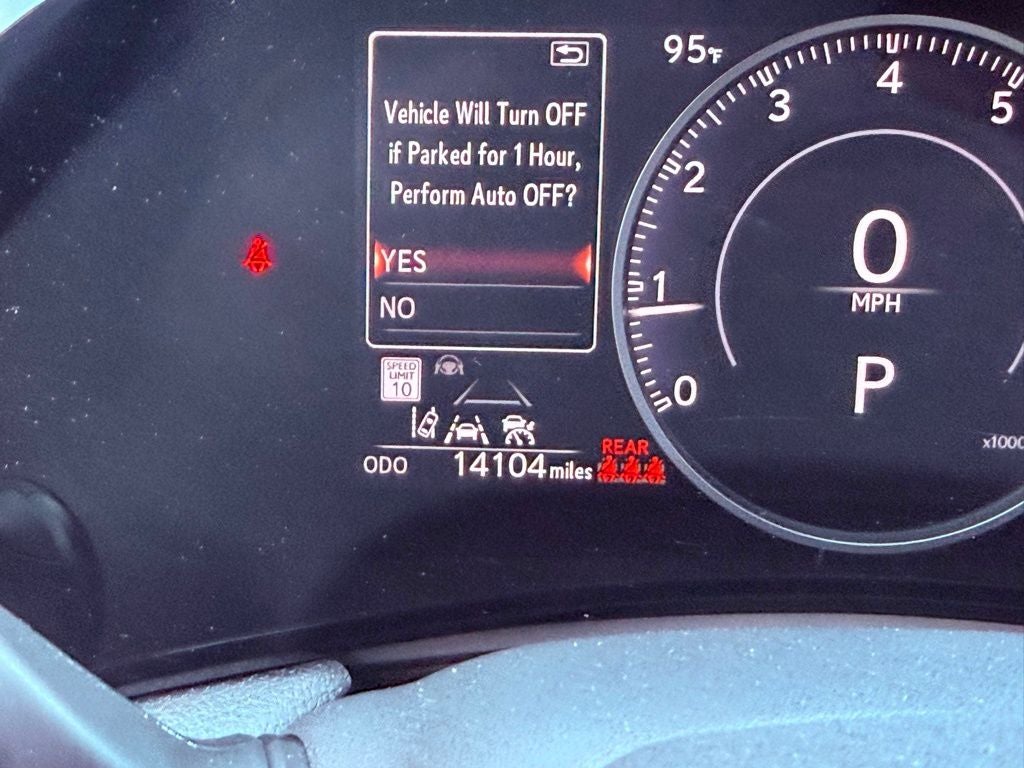 95°F
Vehicle Will Turn OFF
if Parked for 1 Hour,
Perform Auto OFF?
YES
NO
SPEED
LIMIT
10
ODO 14104 miles
REAR
0
1
2
3
4
5
0
MPH
P
x1000